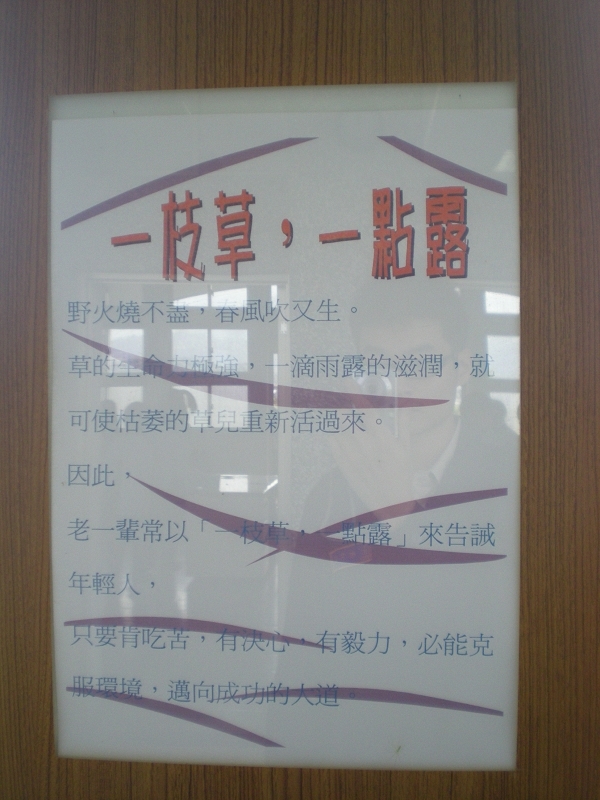 一枝草，一點露
野火燒不盡，春風吹又生。
草的生命力極強，一滴雨露的滋潤，就
可使枯萎的草兒重新活過來。
因此，
老一輩常以「一枝草，一點露」來告誡
年輕人，
只要肯吃苦，有決心，有毅力，必能克
服環境，邁向成功的大道。